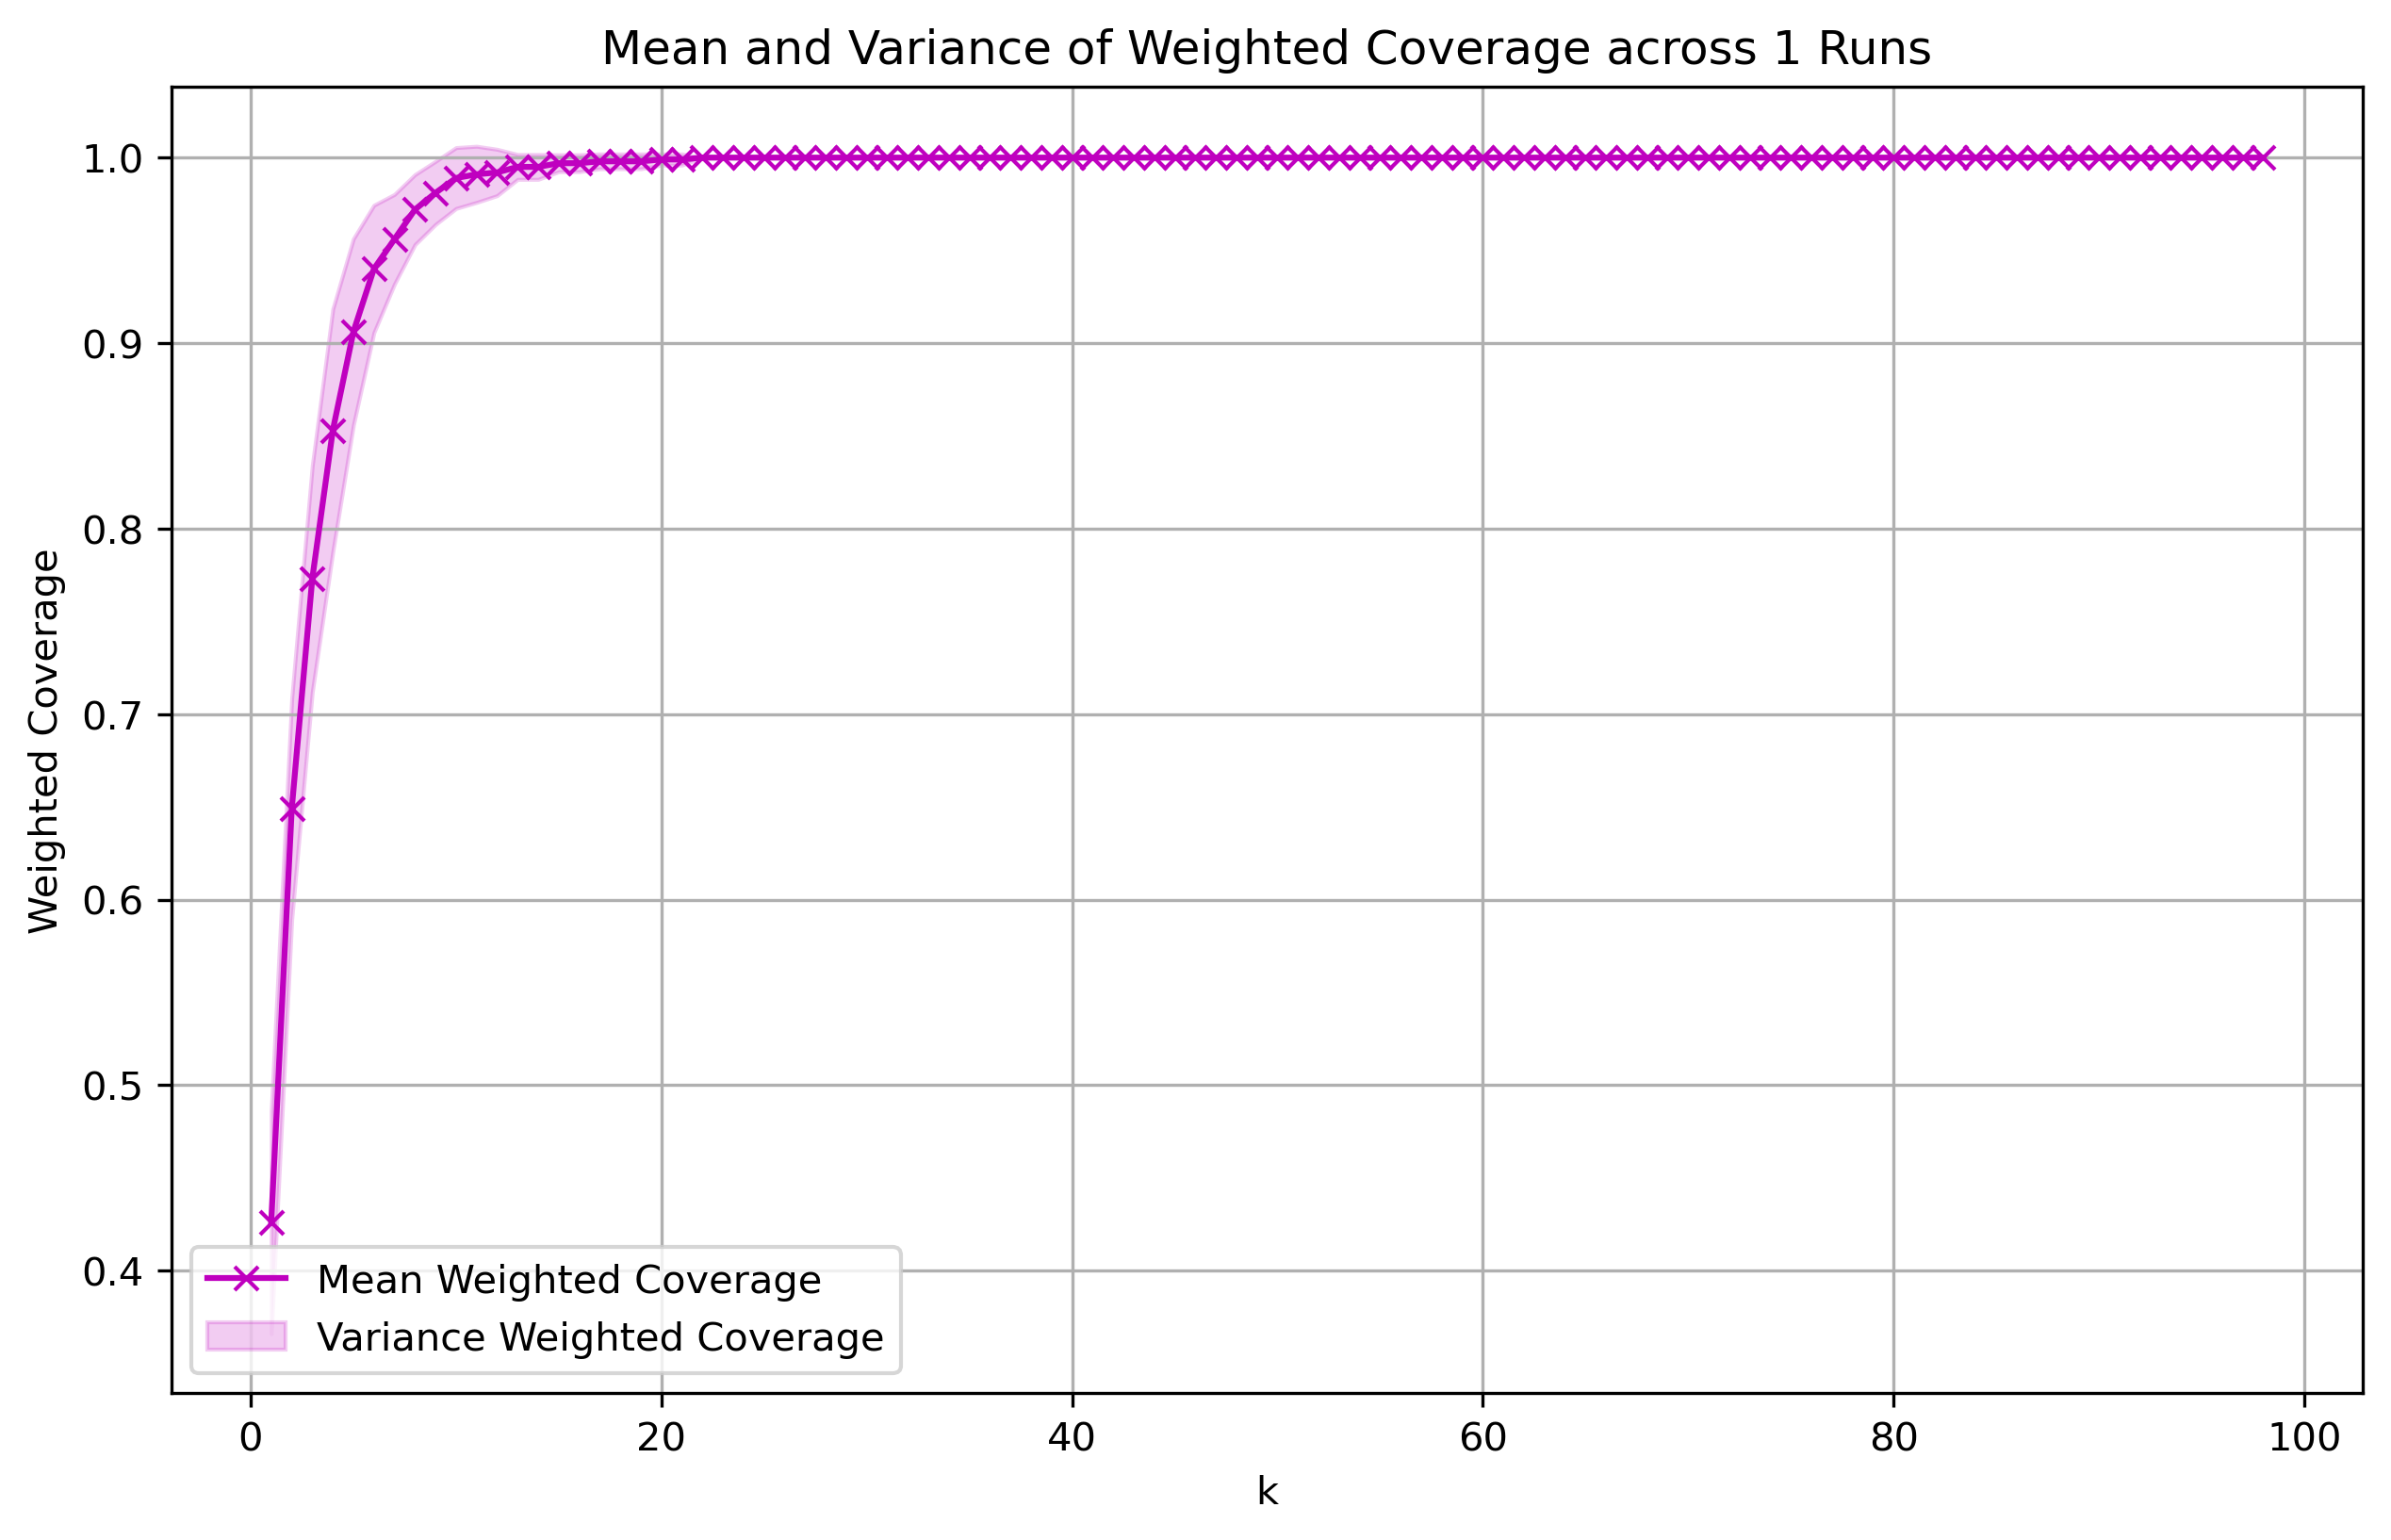 Mean and Variance of Weighted Coverage across 1 Runs
Weighted Coverage
1.0
0.9
0.8
0.7
0.6
0.5
0.4
Mean Weighted Coverage
Variance Weighted Coverage
0 20 40 60 80 100
k